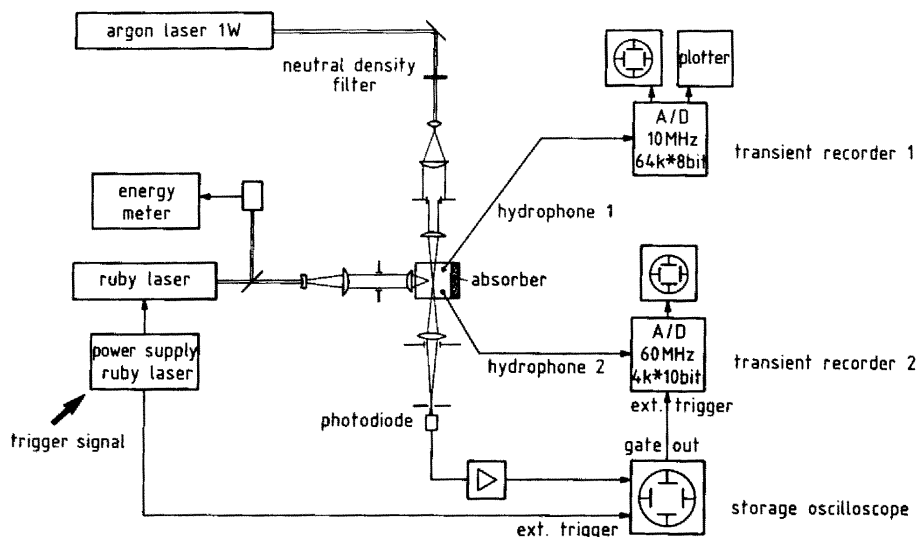 argon laser 1W
neutral density
filter
plotter
A/D
10MHz
64k*8bit
transient recorder 1
energy
meter
hydrophone 1
ruby laser
absorber
power supply
ruby laser
A/D
60MHz
4k*10bit
transient recorder 2
hydrophone 2
ext. trigger
trigger signal
photodiode
gate out
storage oscilloscope
ext. trigger